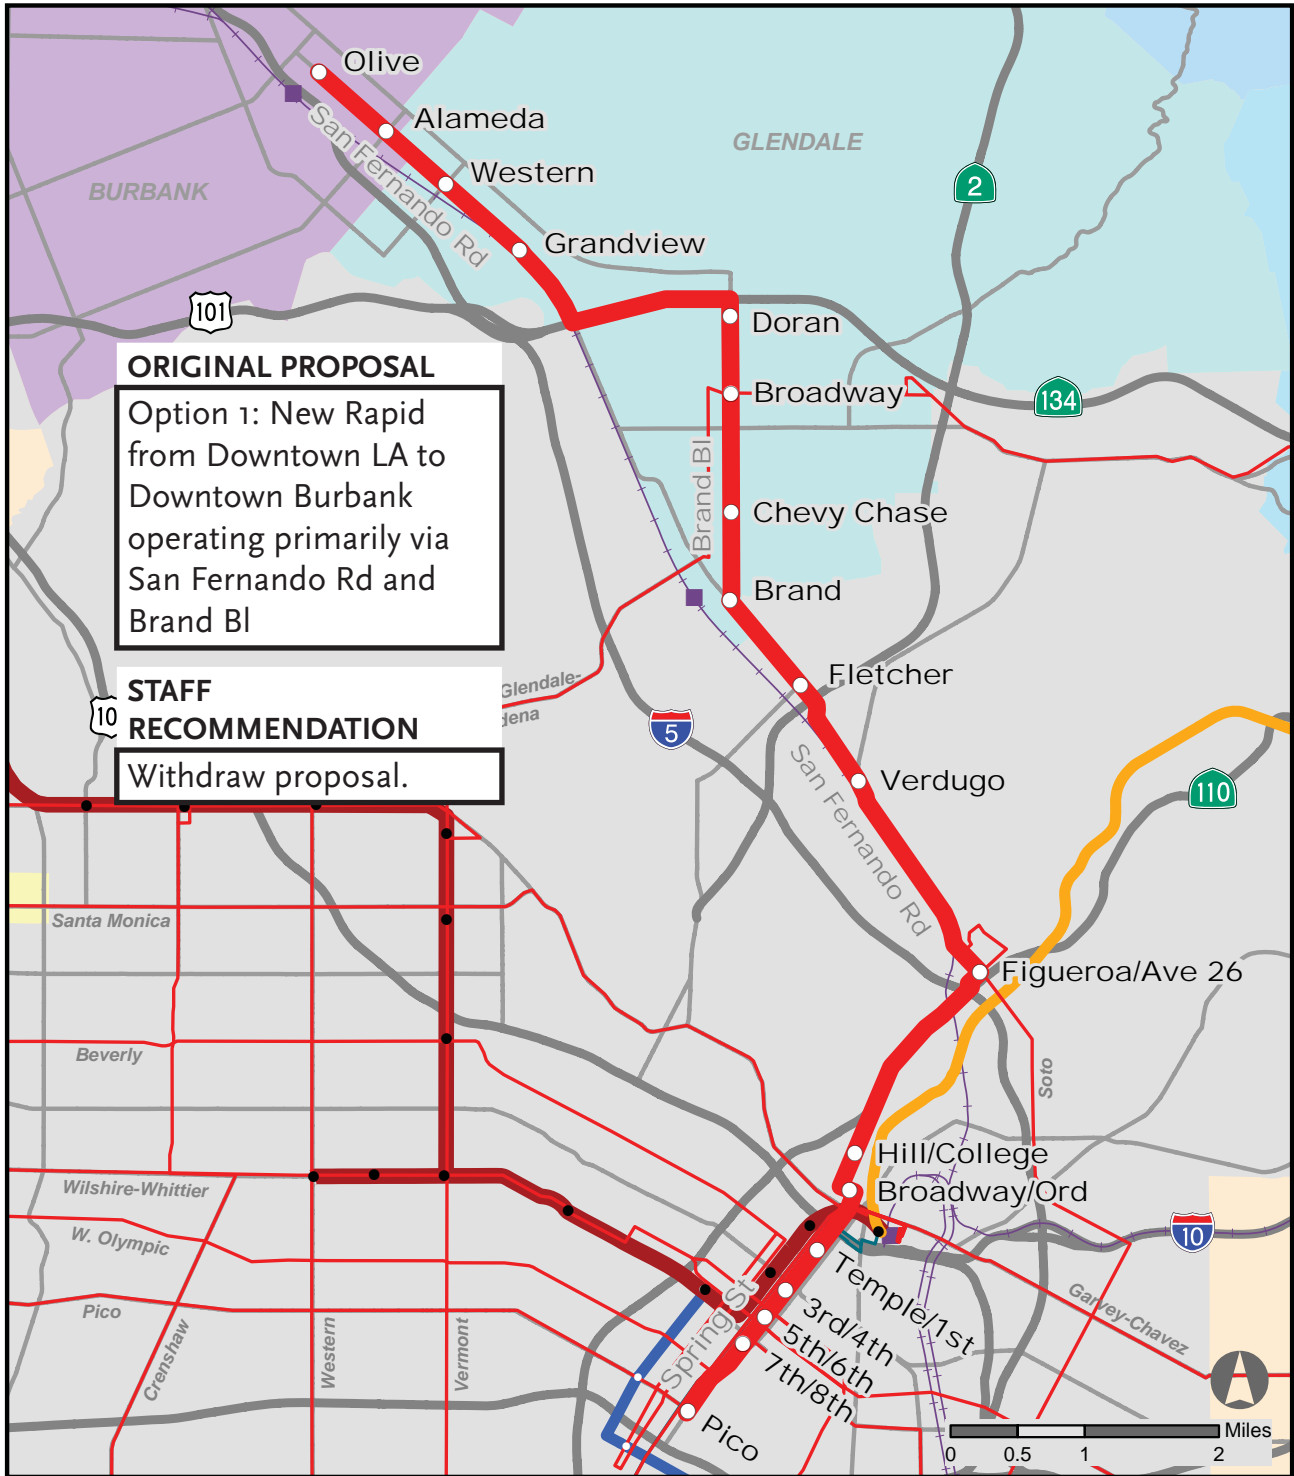 Olive
Alameda
Western
Grandview
San Fernando Rd
BURBANK
GLENDALE
2
101
Doran
134
Broadway
Brand Bl
Chevy Chase
Brand
ORIGINAL PROPOSAL
Option 1: New Rapid
from Downtown LA to
Downtown Burbank
operating primarily via
San Fernando Rd and
Brand Bl
STAFF
RECOMMENDATION
Withdraw proposal.
10
Glendale-
dena
5
Fletcher
Verdugo
San Fernando Rd
110
Santa Monica
Figueroa/Ave 26
Beverly
Soto
Hill/College
Broadway/Ord
Wilshire-Whittier
W. Olympic
10
Pico
Crenshaw
Western
Vermont
Spring St
Temple/1st
3rd/4th
5th/6th
7th/8th
Pico
Garvey-Chavez
Miles
0 0.5 1 2